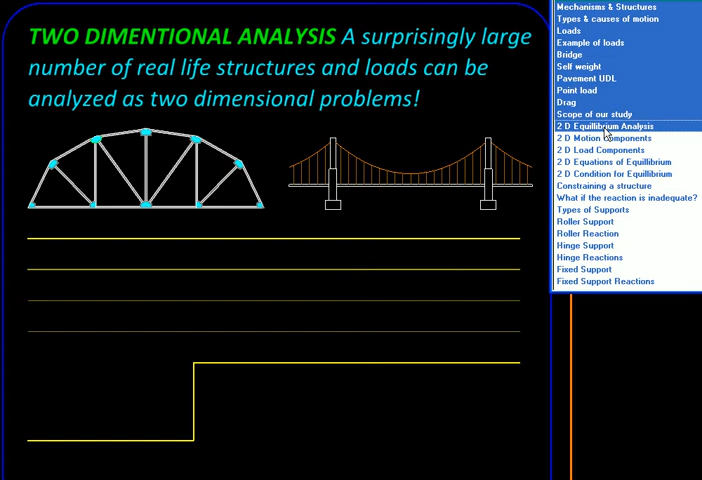 TWO DIMENTIONAL ANALYSIS A surprisingly large
number of real life structures and loads can be
analyzed as two dimensional problems!
Mechanisms & Structures
Types & causes of motion
Loads
Example of loads
Bridge
Self weight
Pavement UDL
Point load
Drag
Scope of our study
2 D Equillibrium Analysis
2 D Motion Components
2 D Load Components
2 D Equations of Equillibrium
2 D Condition for Equillibrium
Constraining a structure
What if the reaction is inadequate?
Types of Supports
Roller Support
Roller Reaction
Hinge Support
Hinge Reactions
Fixed Support
Fixed Support Reactions